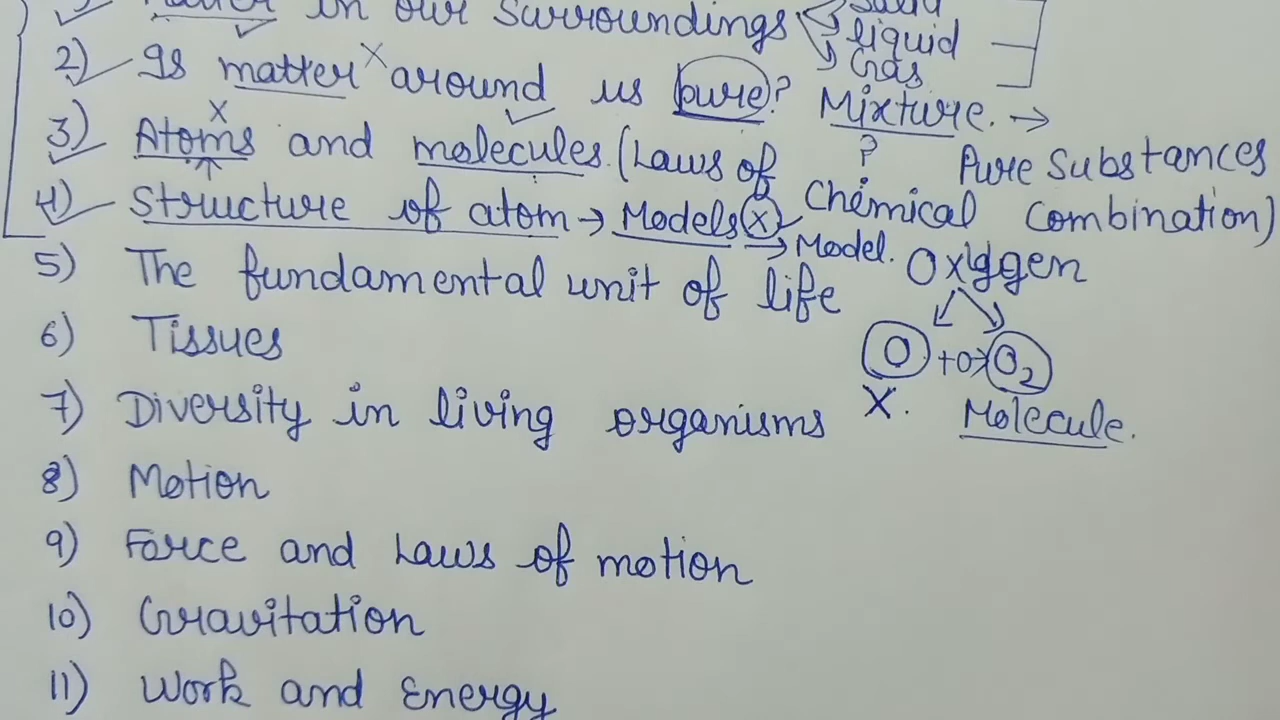 Matter in our surroundings Solid
liquid
Gas
2) Is matter x around us pure? Mixture. →
? Pure Substances
3) Atoms x and molecules. (Laws of Chemical Combination)
4) Structure of atom → Models (x) → Model.
Oxygen
O + O → O2
X. Molecule.
5) The fundamental unit of life
6) Tissues
7) Diversity in living organisms
8) Motion
9) Force and Laws of motion
10) Gravitation
11) Work and Energy